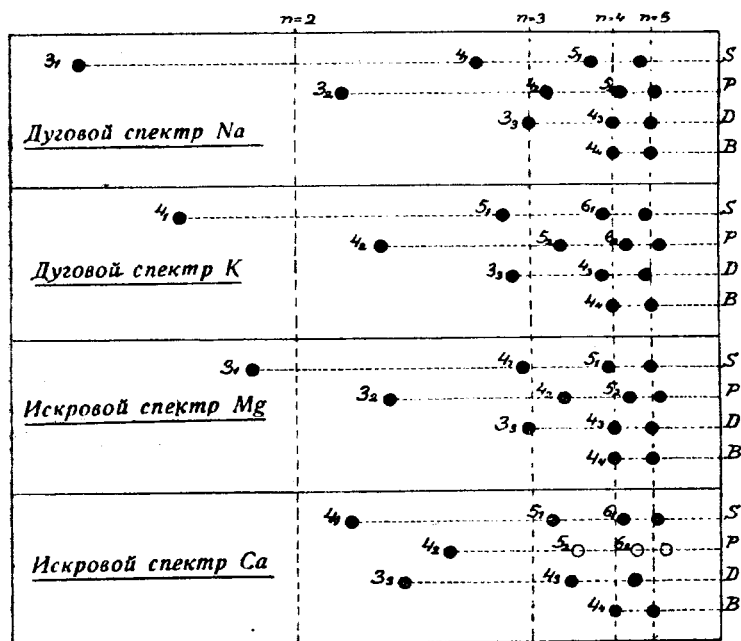 n=2 n=3 n=4 n=5
3₁ 4₁ 5₁ S
3₂ 4₂ 5₂ P
Дуговой спектр Na 3₃ 4₃ D
4₄ B
4₁ 5₁ 6₁ S
4₂ 5₂ 6₂ P
Дуговой спектр K 3₃ 4₃ D
4₄ B
3₁ 4₁ 5₁ S
Искровой спектр Mg 3₂ 4₂ 5₂ P
3₃ 4₃ D
4₄ B
4₁ 5₁ 6₁ S
Искровой спектр Ca 4₂ 5₂ 6₂ P
3₃ 4₃ D
4₄ B